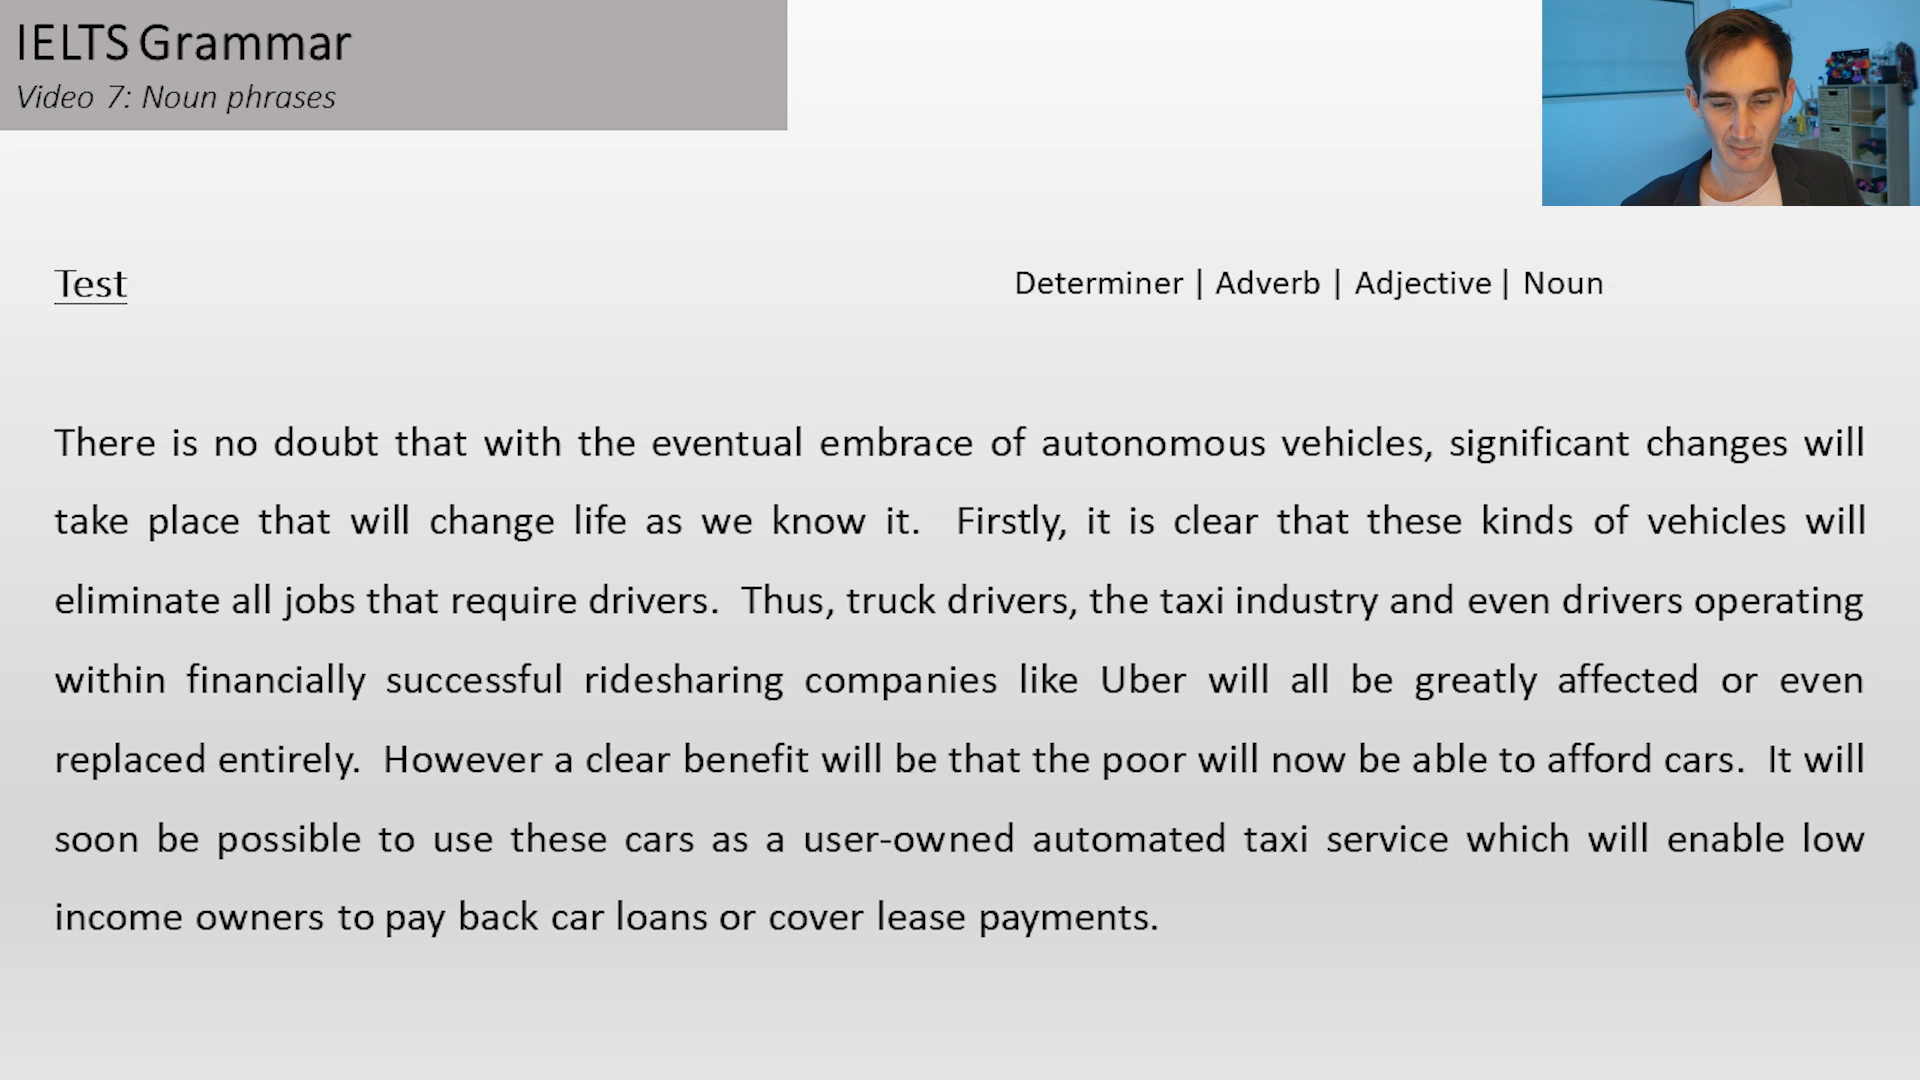 IELTS Grammar
Video 7: Noun phrases
Test
Determiner | Adverb | Adjective | Noun
There is no doubt that with the eventual embrace of autonomous vehicles, significant changes will
take place that will change life as we know it. Firstly, it is clear that these kinds of vehicles will
eliminate all jobs that require drivers. Thus, truck drivers, the taxi industry and even drivers operating
within financially successful ridesharing companies like Uber will all be greatly affected or even
replaced entirely. However a clear benefit will be that the poor will now be able to afford cars. It will
soon be possible to use these cars as a user-owned automated taxi service which will enable low
income owners to pay back car loans or cover lease payments.